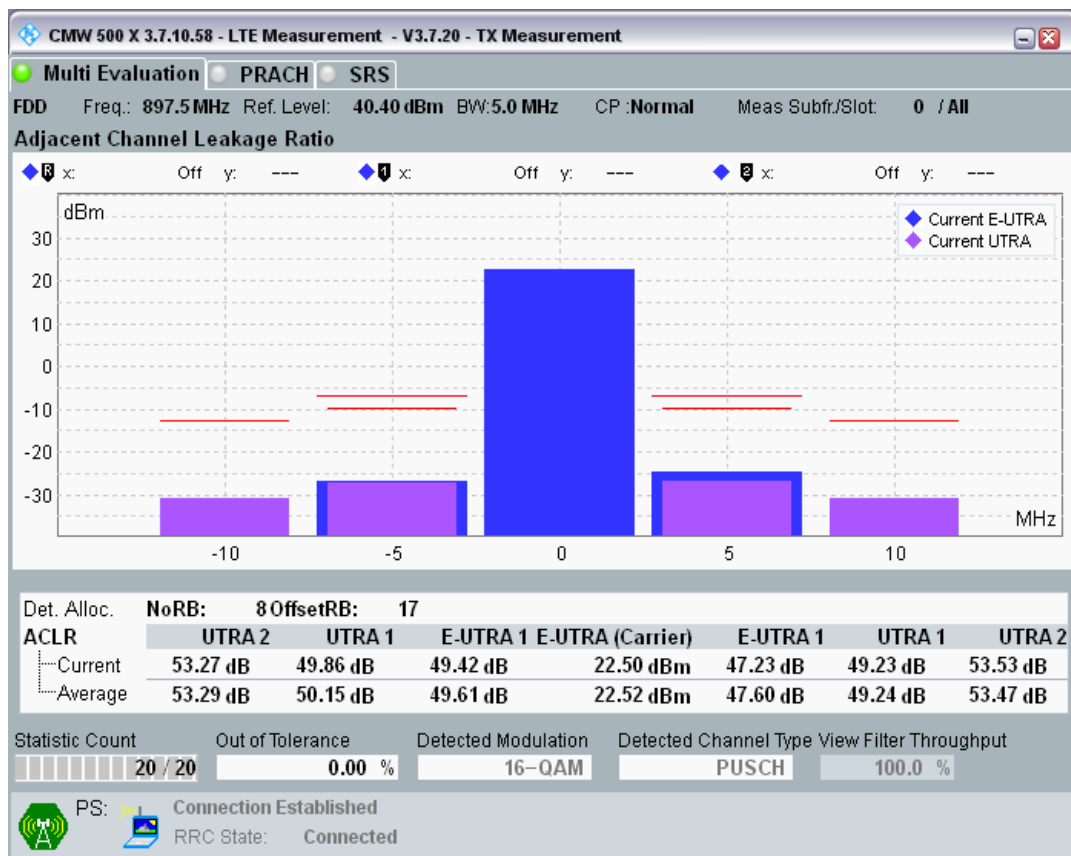 CMW 500 X 3.7.10.58 - LTE Measurement - V3.7.20 - TX Measurement
Multi Evaluation PRACH SRS
FDD Freq.: 897.5 MHz Ref. Level: 40.40 dBm BW:5.0 MHz CP :Normal Meas Subfr./Slot: 0 / All
Adjacent Channel Leakage Ratio
R x: Off y: --- 1 x: Off y: --- 2 x: Off y: ---
dBm
Current E-UTRA
Current UTRA
30
20
10
0
-10
-20
-30
MHz
-10 -5 0 5 10
Det. Alloc. NoRB: 8 OffsetRB: 17
ACLR UTRA 2 UTRA 1 E-UTRA 1 E-UTRA (Carrier) E-UTRA 1 UTRA 1 UTRA 2
Current 53.27 dB 49.86 dB 49.42 dB 22.50 dBm 47.23 dB 49.23 dB 53.53 dB
Average 53.29 dB 50.15 dB 49.61 dB 22.52 dBm 47.60 dB 49.24 dB 53.47 dB
Statistic Count Out of Tolerance Detected Modulation Detected Channel Type View Filter Throughput
20 / 20 0.00 % 16-QAM PUSCH 100.0 %
PS: Connection Established
RRC State: Connected